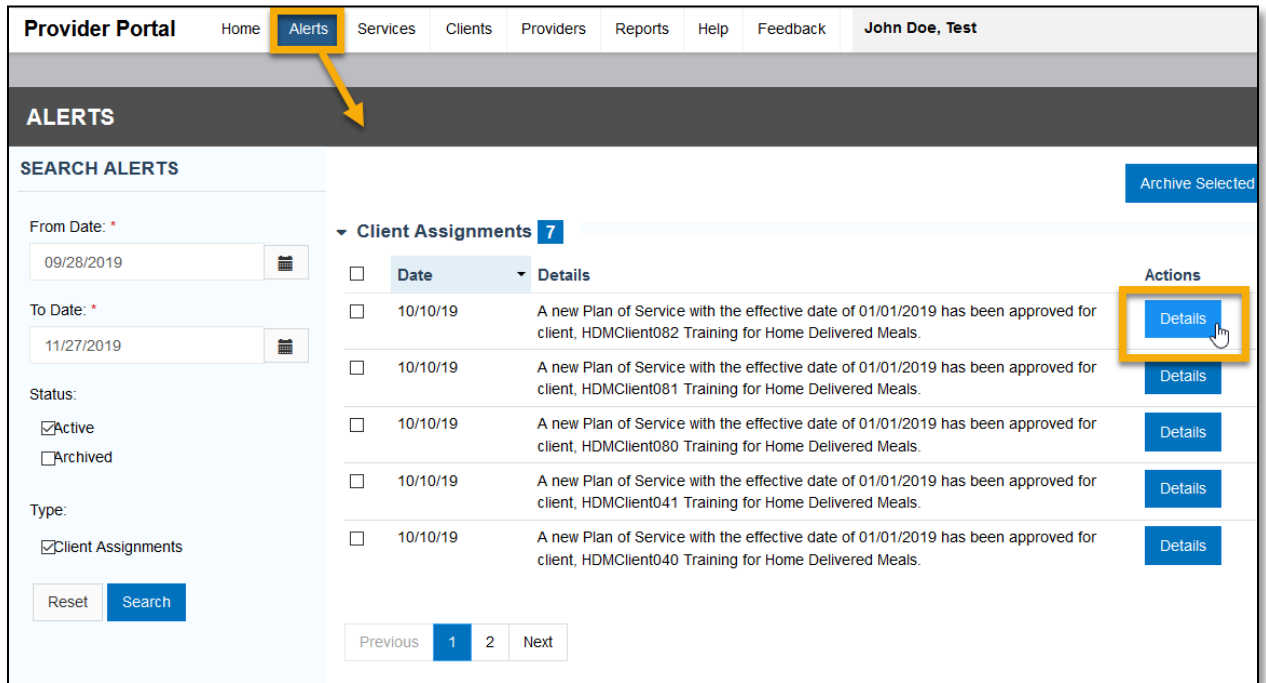 Provider Portal Home Alerts Services Clients Providers Reports Help Feedback John Doe, Test
ALERTS
SEARCH ALERTS
Archive Selected
From Date: *
09/28/2019
To Date: *
11/27/2019
Status:
Active
Archived
Type:
Client Assignments
Reset Search
Client Assignments 7
Date Details Actions
10/10/19 A new Plan of Service with the effective date of 01/01/2019 has been approved for Details
client, HDMClient082 Training for Home Delivered Meals.
10/10/19 A new Plan of Service with the effective date of 01/01/2019 has been approved for Details
client, HDMClient081 Training for Home Delivered Meals.
10/10/19 A new Plan of Service with the effective date of 01/01/2019 has been approved for Details
client, HDMClient080 Training for Home Delivered Meals.
10/10/19 A new Plan of Service with the effective date of 01/01/2019 has been approved for Details
client, HDMClient041 Training for Home Delivered Meals.
10/10/19 A new Plan of Service with the effective date of 01/01/2019 has been approved for Details
client, HDMClient040 Training for Home Delivered Meals.
Previous 1 2 Next